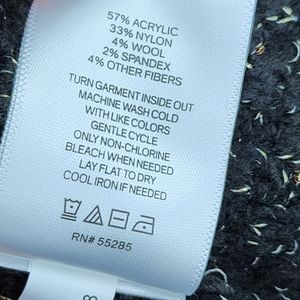 57% ACRYLIC
33% NYLON
4% WOOL
2% SPANDEX
4% OTHER FIBERS
TURN GARMENT INSIDE OUT
MACHINE WASH COLD
WITH LIKE COLORS
GENTLE CYCLE
ONLY NON-CHLORINE
BLEACH WHEN NEEDED
LAY FLAT TO DRY
COOL IRON IF NEEDED
RN# 55285